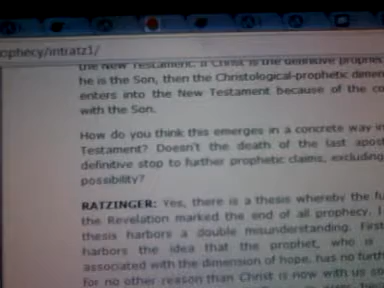 ophecy/intratz1/
the New Testament. If Christ is the definitive prophe
he is the Son, then the Christological-prophetic dimen
enters into the New Testament because of the co
with the Son.
How do you think this emerges in a concrete way in
Testament? Doesn't the death of the last apost
definitive stop to further prophetic claims, excluding
possibility?
RATZINGER: Yes, there is a thesis whereby the fu
the Revelation marked the end of all prophecy. I
thesis harbors a double misunderstanding. First
harbors the idea that the prophet, who is
associated with the dimension of hope, has no furth
for no other reason than Christ is now with us